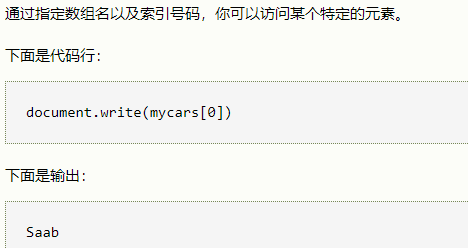 通过指定数组名以及索引号码，你可以访问某个特定的元素。
下面是代码行：
document.write(mycars[0])
下面是输出：
Saab